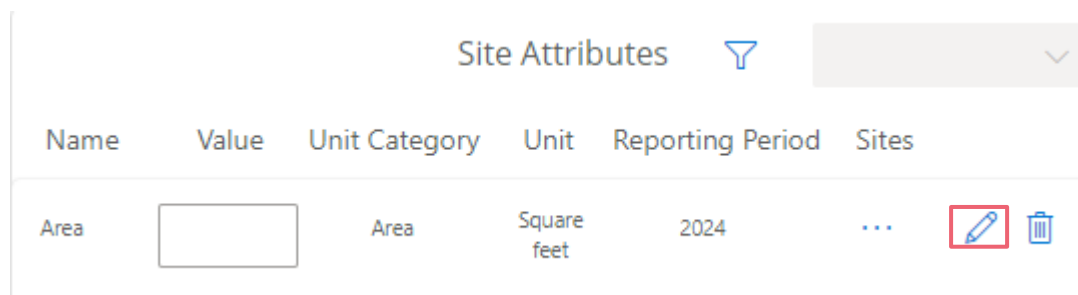 Site Attributes
Name Value Unit Category Unit Reporting Period Sites
Area Area Square feet 2024 ...